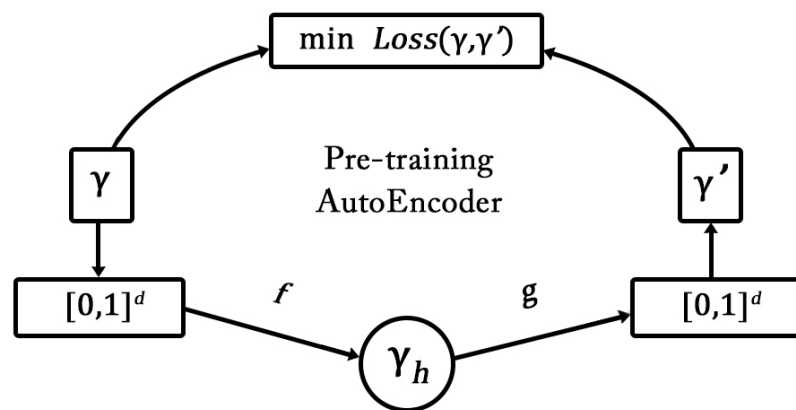 min Loss(γ,γ')
Pre-training
AutoEncoder
γ
γ'
[0,1]ᵈ
f
g
[0,1]ᵈ
γₕ